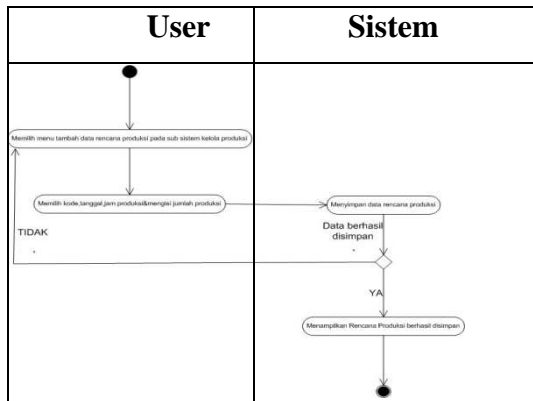 User
Sistem
Memilih menu tambah data rencana produksi pada sub sistem kelola produksi
Memilih kode,tanggal,jam produksi&mengisi jumlah produksi
Menyimpan data rencana produksi
TIDAK
Data berhasil
disimpan
YA
Menampilkan Rencana Produksi berhasil disimpan